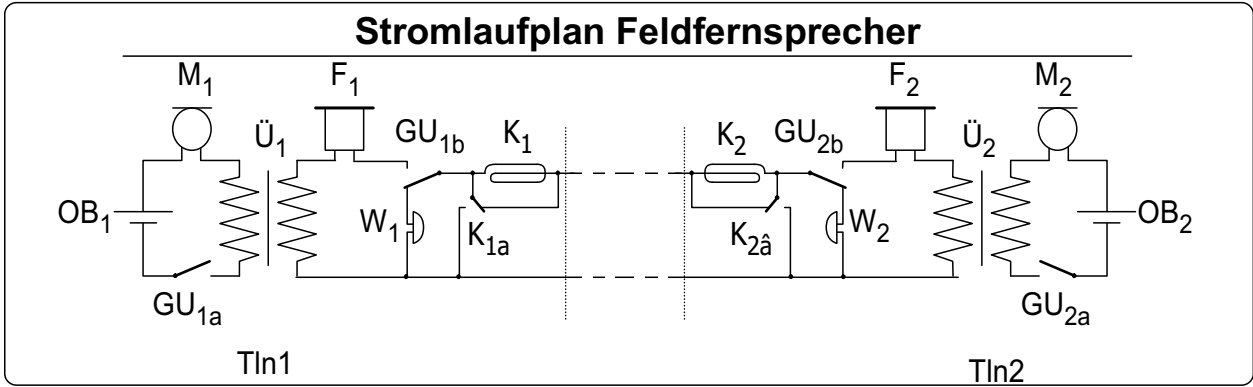 Stromlaufplan Feldfernsprecher
M1 F1 F2 M2
Ü1 GU1b K1 K2 GU2b Ü2
OB1 W1 K1a K2â W2 OB2
GU1a GU2a
Tln1 Tln2